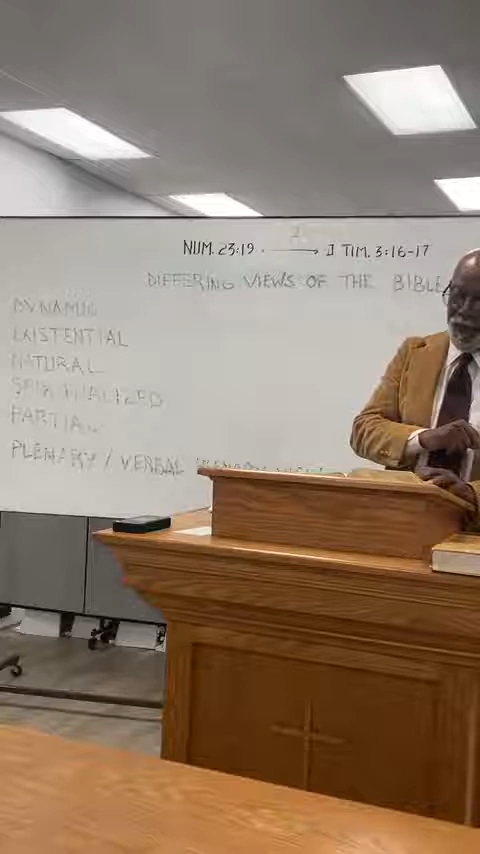 NUM. 23:19. → II TIM. 3:16-17
DIFFERING VIEWS OF THE BIBLE
DYNAMIC
EXISTENTIAL
NATURAL
SPIRITUALIZED
PARTIAL
PLENARY / VERBAL PLENARY